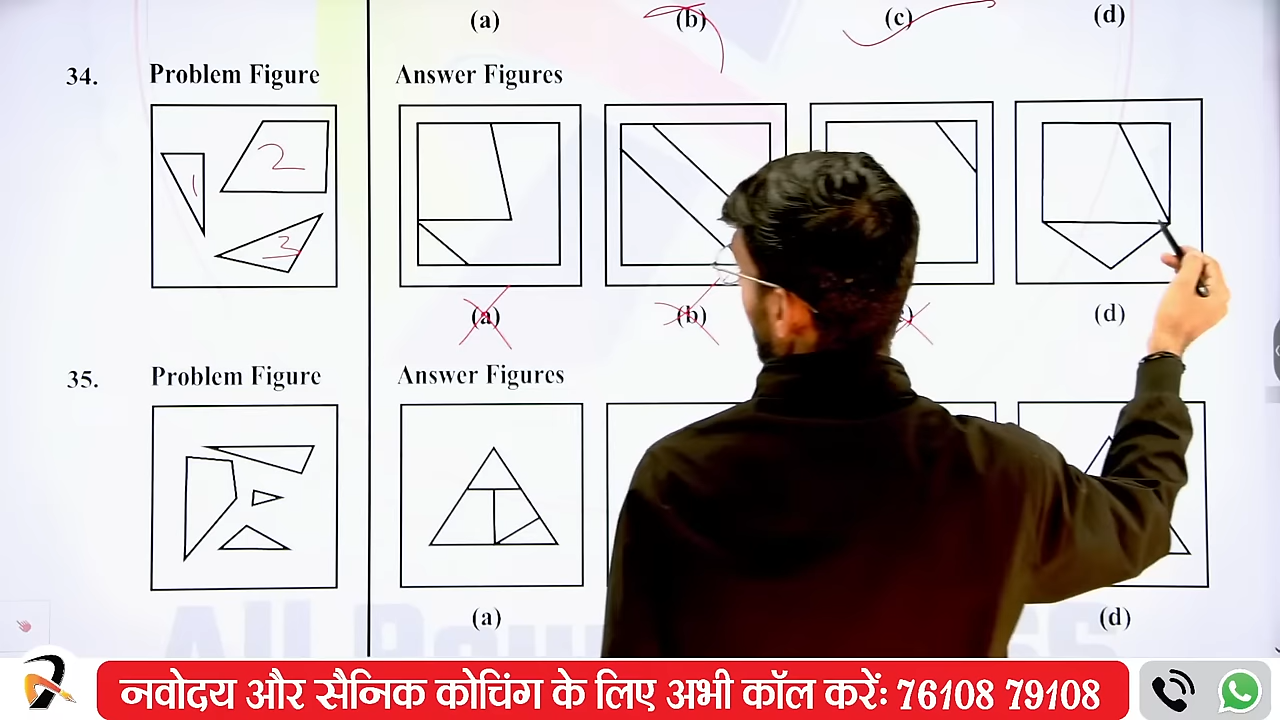 (a) (b) (c) (d)
34. Problem Figure Answer Figures
1 2 3
(a) (b) (d)
35. Problem Figure Answer Figures
(a) (d)
नवोदय और सैनिक कोचिंग के लिए अभी कॉल करें: 76108 79108